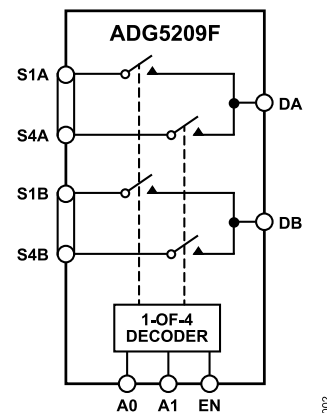 ADG5209F
S1A
DA
S4A
S1B
DB
S4B
1-OF-4
DECODER
A0 A1 EN